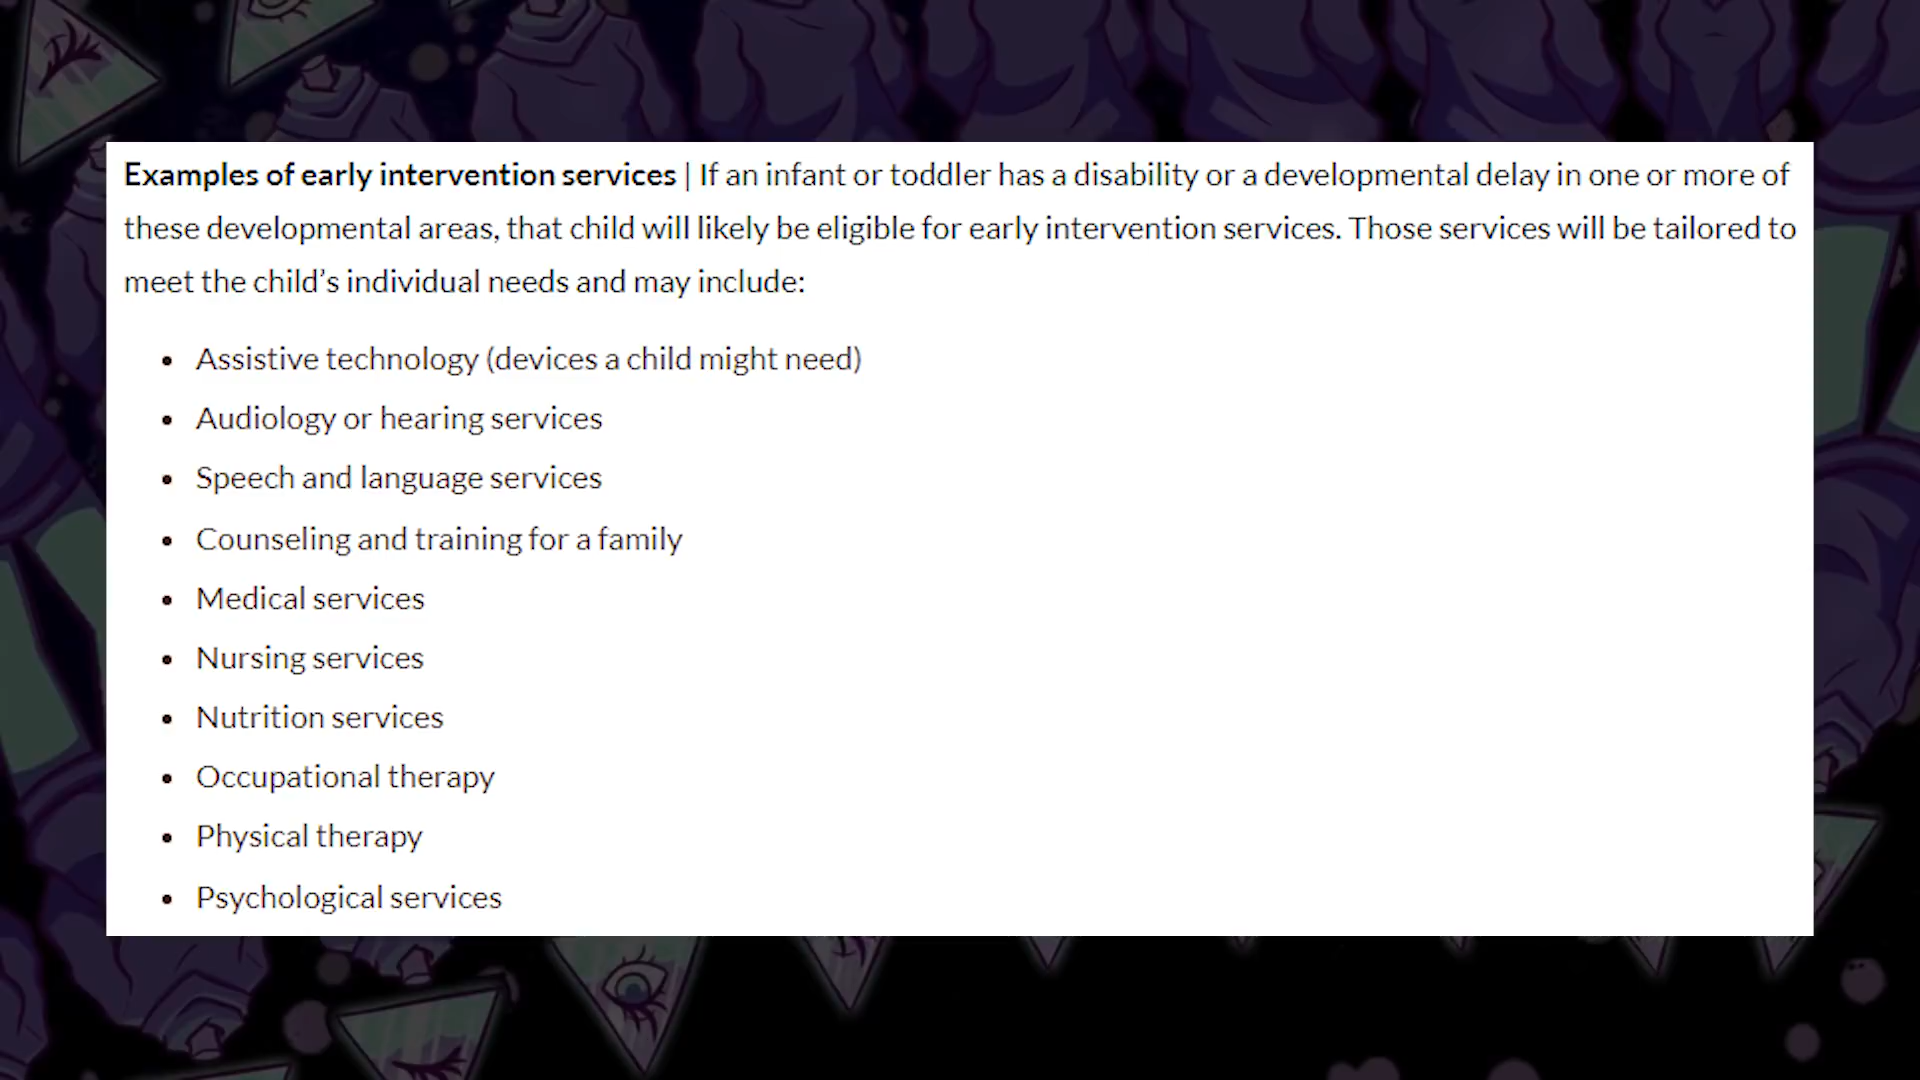 Examples of early intervention services | If an infant or toddler has a disability or a developmental delay in one or more of
these developmental areas, that child will likely be eligible for early intervention services. Those services will be tailored to
meet the child’s individual needs and may include:
• Assistive technology (devices a child might need)
• Audiology or hearing services
• Speech and language services
• Counseling and training for a family
• Medical services
• Nursing services
• Nutrition services
• Occupational therapy
• Physical therapy
• Psychological services